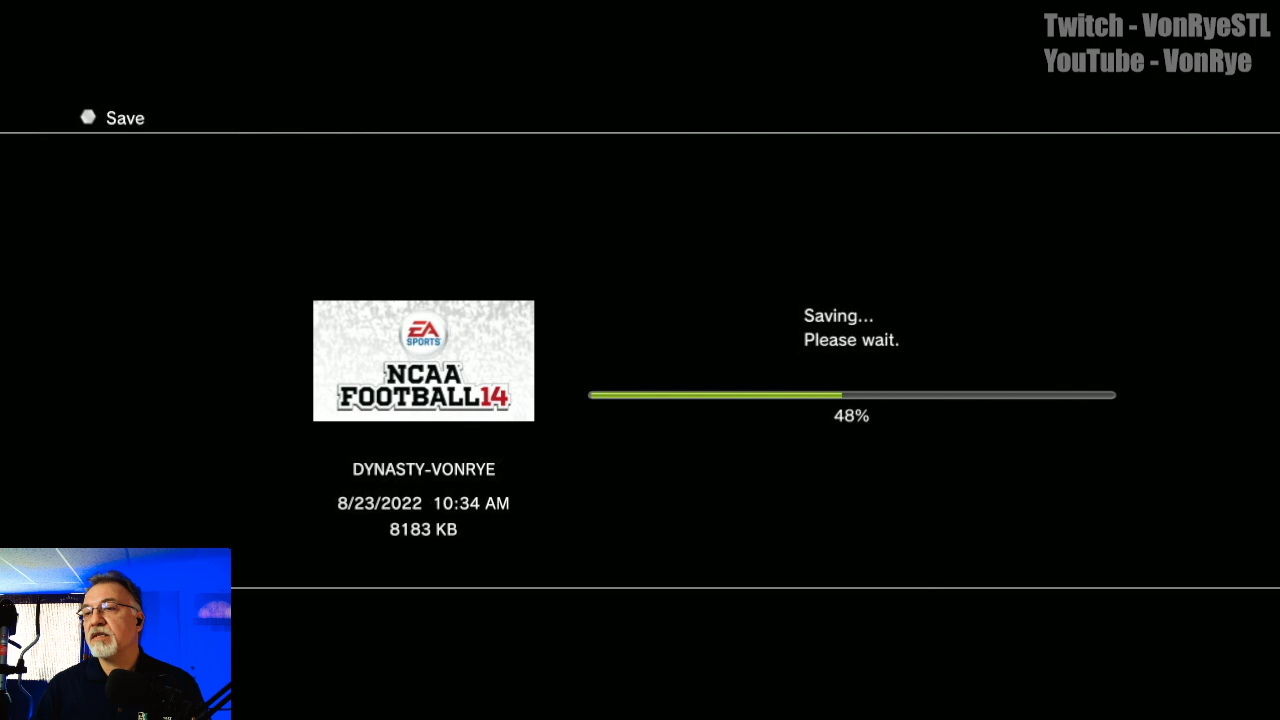 Twitch - VonRyeSTL
YouTube - VonRye
Save
EA
SPORTS
NCAA
FOOTBALL14
Saving...
Please wait.
48%
DYNASTY-VONRYE
8/23/2022 10:34 AM
8183 KB